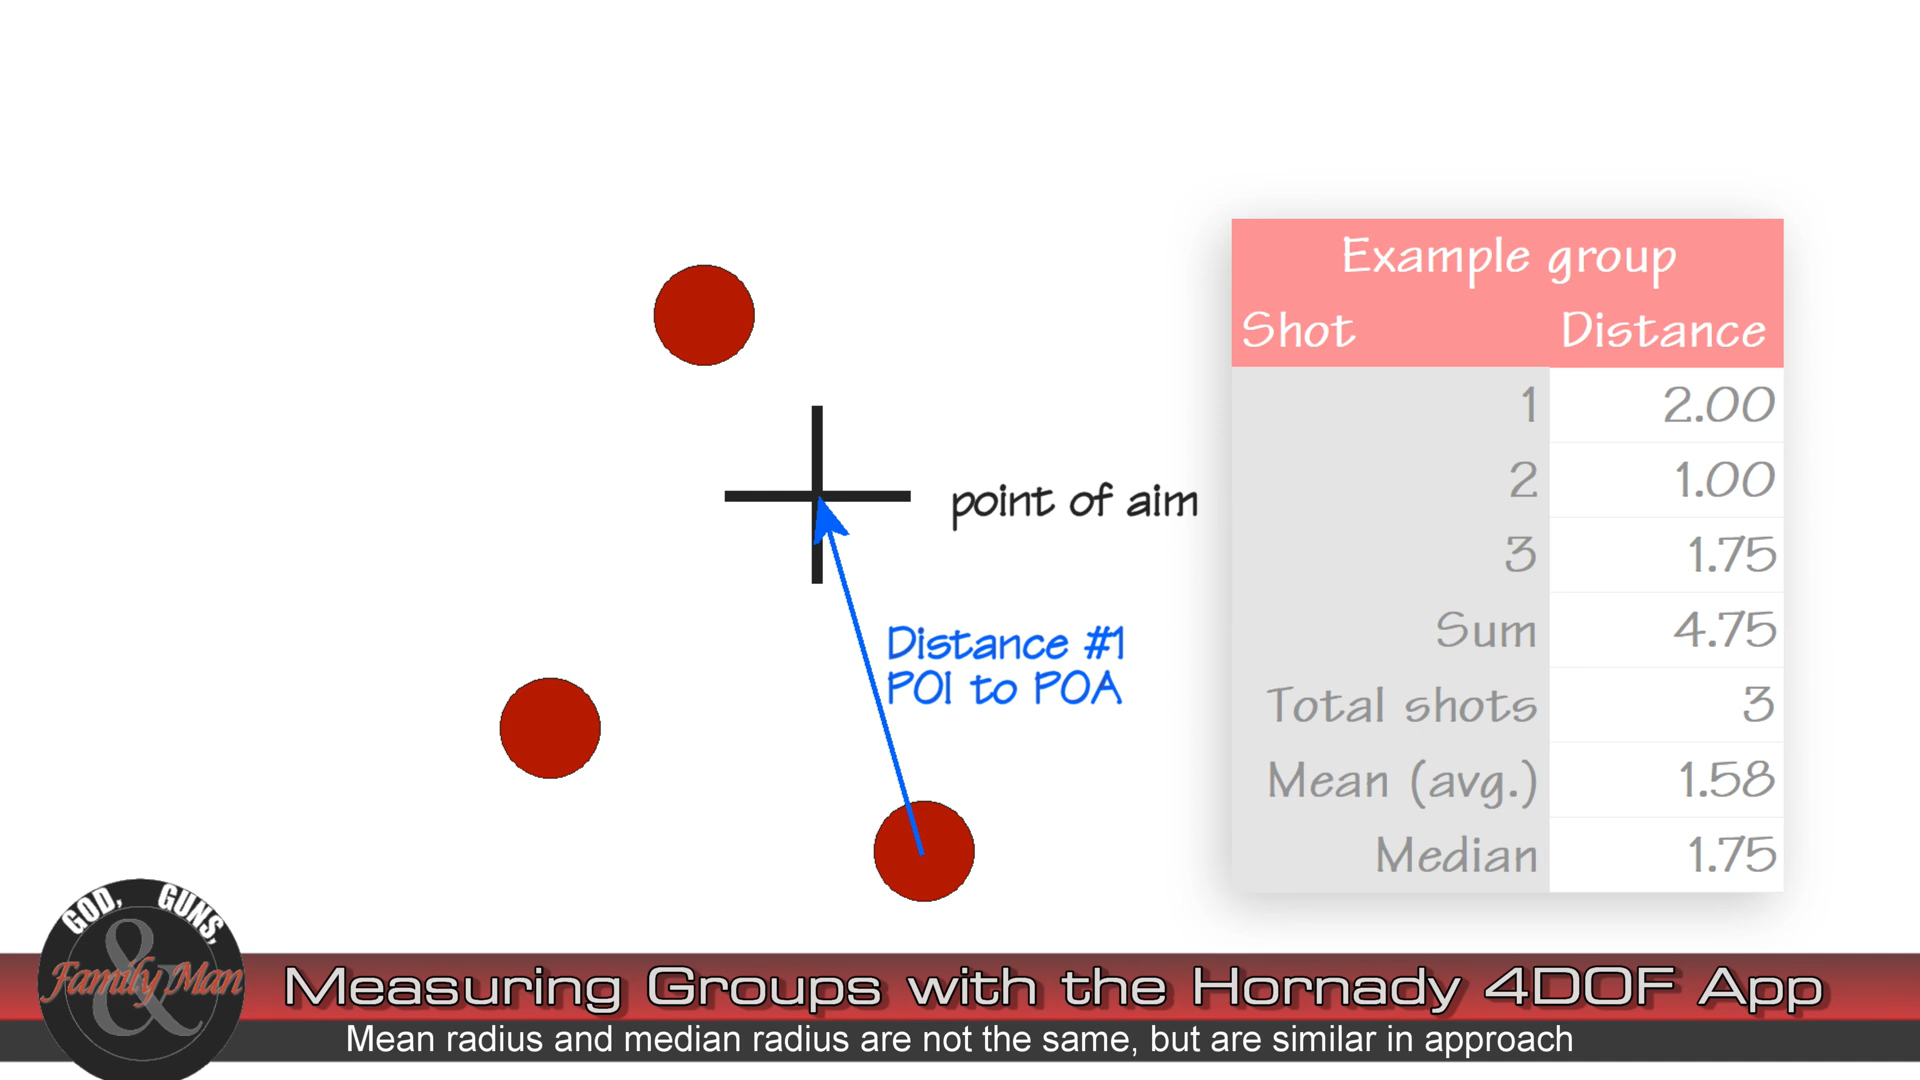 Example group
Shot Distance
1 2.00
2 1.00
3 1.75
Sum 4.75
Total shots 3
Mean (avg.) 1.58
Median 1.75
point of aim
Distance #1
POI to POA
GOD, GUNS,
&
Family Man
Measuring Groups with the Hornady 4DOF App
Mean radius and median radius are not the same, but are similar in approach